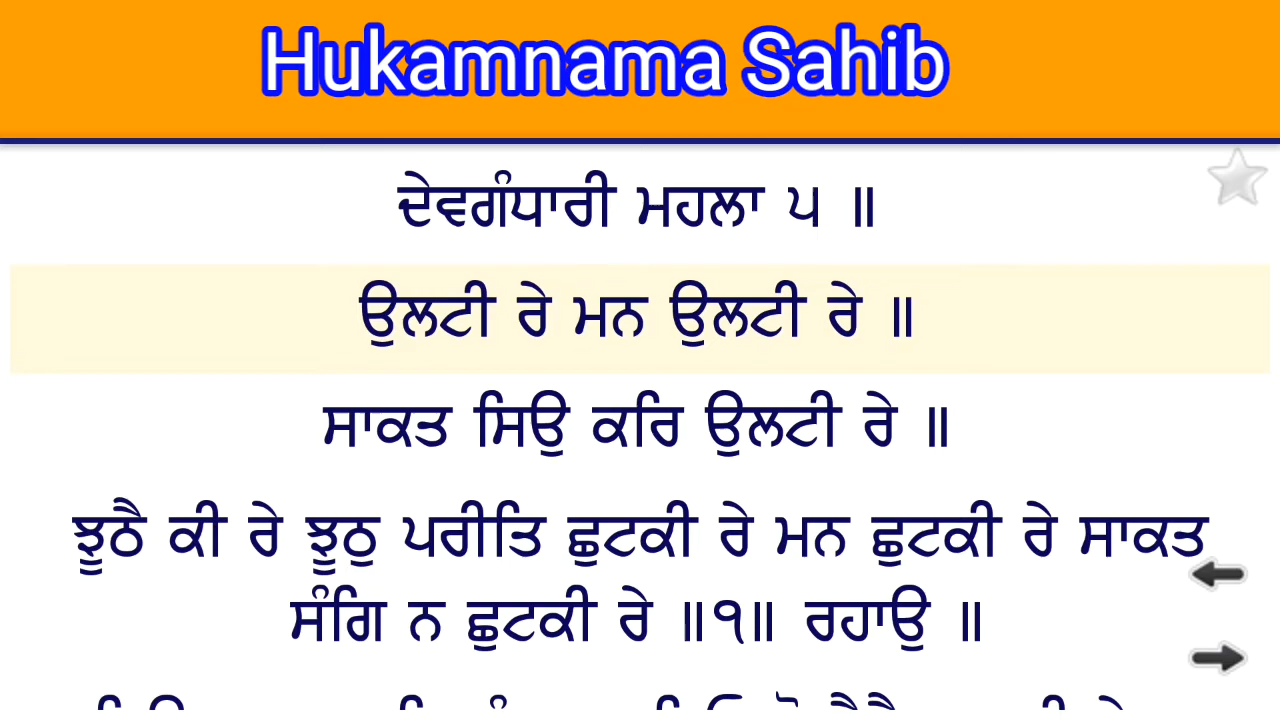 Hukamnama Sahib
ਦੇਵਗੰਧਾਰੀ ਮਹਲਾ ੫ ॥
ਉਲਟੀ ਰੇ ਮਨ ਉਲਟੀ ਰੇ ॥
ਸਾਕਤ ਸਿਉ ਕਰਿ ਉਲਟੀ ਰੇ ॥
ਝੂਠੈ ਕੀ ਰੇ ਝੂਠੁ ਪਰੀਤਿ ਛੁਟਕੀ ਰੇ ਮਨ ਛੁਟਕੀ ਰੇ ਸਾਕਤ
ਸੰਗਿ ਨ ਛੁਟਕੀ ਰੇ ॥੧॥ ਰਹਾਉ ॥